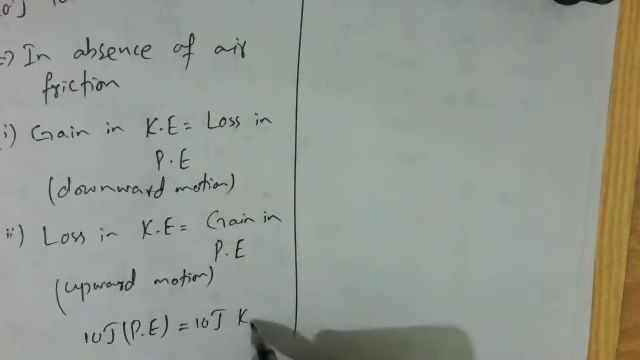 => In absence of air
friction
i) Gain in K.E = Loss in
P.E
(downward motion)
ii) Loss in K.E = Gain in
P.E
(upward motion)
10J (P.E) = 10J K